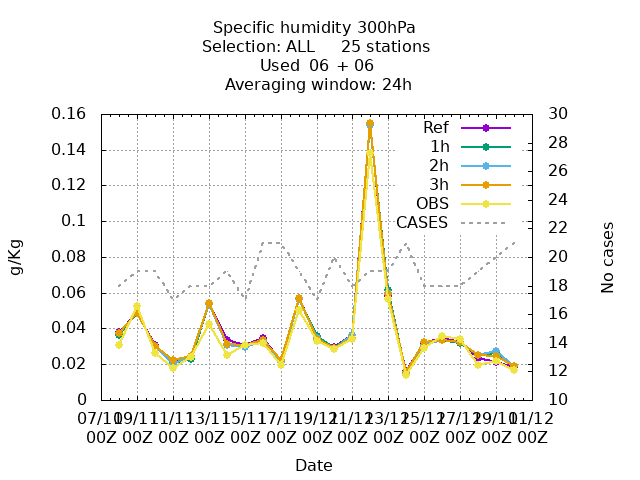 Specific humidity 300hPa
Selection: ALL 25 stations
Used 06 + 06
Averaging window: 24h
0.16
0.14
0.12
0.1
0.08
0.06
0.04
0.02
0
g/Kg
30
28
26
24
22
20
18
16
14
12
10
No cases
Ref
1h
2h
3h
OBS
CASES
07/11 09/11 11/11 13/11 15/11 17/11 19/11 21/11 23/11 25/11 27/11 29/11 01/12
00Z 00Z 00Z 00Z 00Z 00Z 00Z 00Z 00Z 00Z 00Z 00Z 00Z
Date